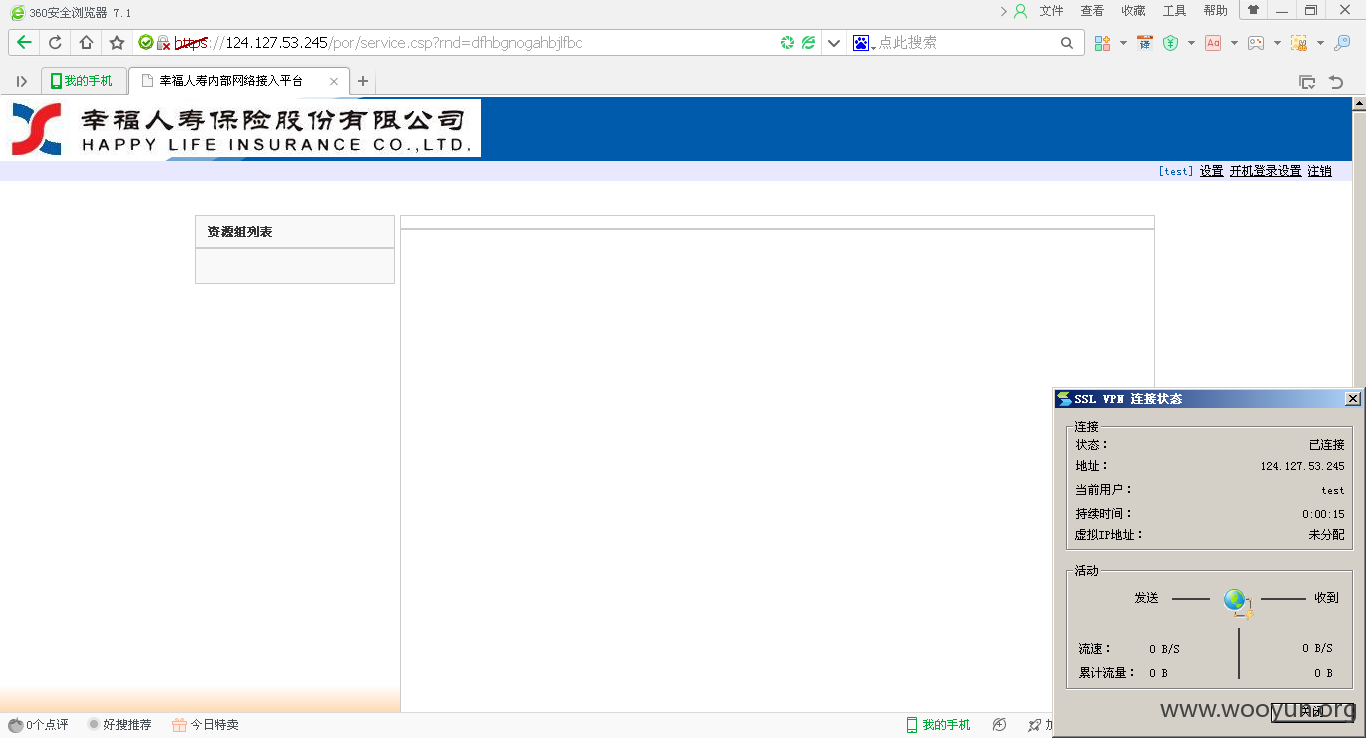 360安全浏览器 7.1
文件 查看 收藏 工具 帮助
https://124.127.53.245/por/service.csp?rnd=dfhbgnogahbjlfbc
点此搜索
我的手机
幸福人寿内部网络接入平台
幸福人寿保险股份有限公司
HAPPY LIFE INSURANCE CO.,LTD.
[test] 设置 开机登录设置 注销
资源组列表
SSL VPN 连接状态
连接
状态: 已连接
地址: 124.127.53.245
当前用户: test
持续时间: 0:00:15
虚拟IP地址: 未分配
活动
发送 收到
流速: 0 B/S 0 B/S
累计流量: 0 B 0 B
关闭
www.wooyun.org
0个点评 好搜推荐 今日特卖 我的手机 加